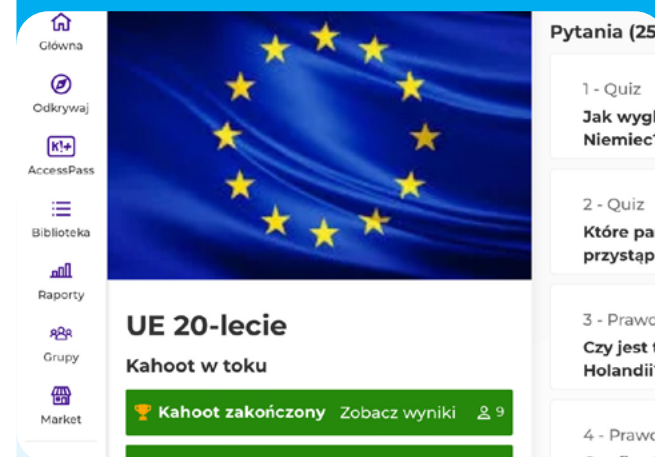 Główna
Odkrywaj
K!+
AccessPass
Biblioteka
Raporty
Grupy
Market
UE 20-lecie
Kahoot w toku
Kahoot zakończony Zobacz wyniki 9
Pytania (25
1 - Quiz
Jak wygl
Niemiec?
2 - Quiz
Które pa
przystąp
3 - Prawd
Czy jest t
Holandii?
4 - Prawd